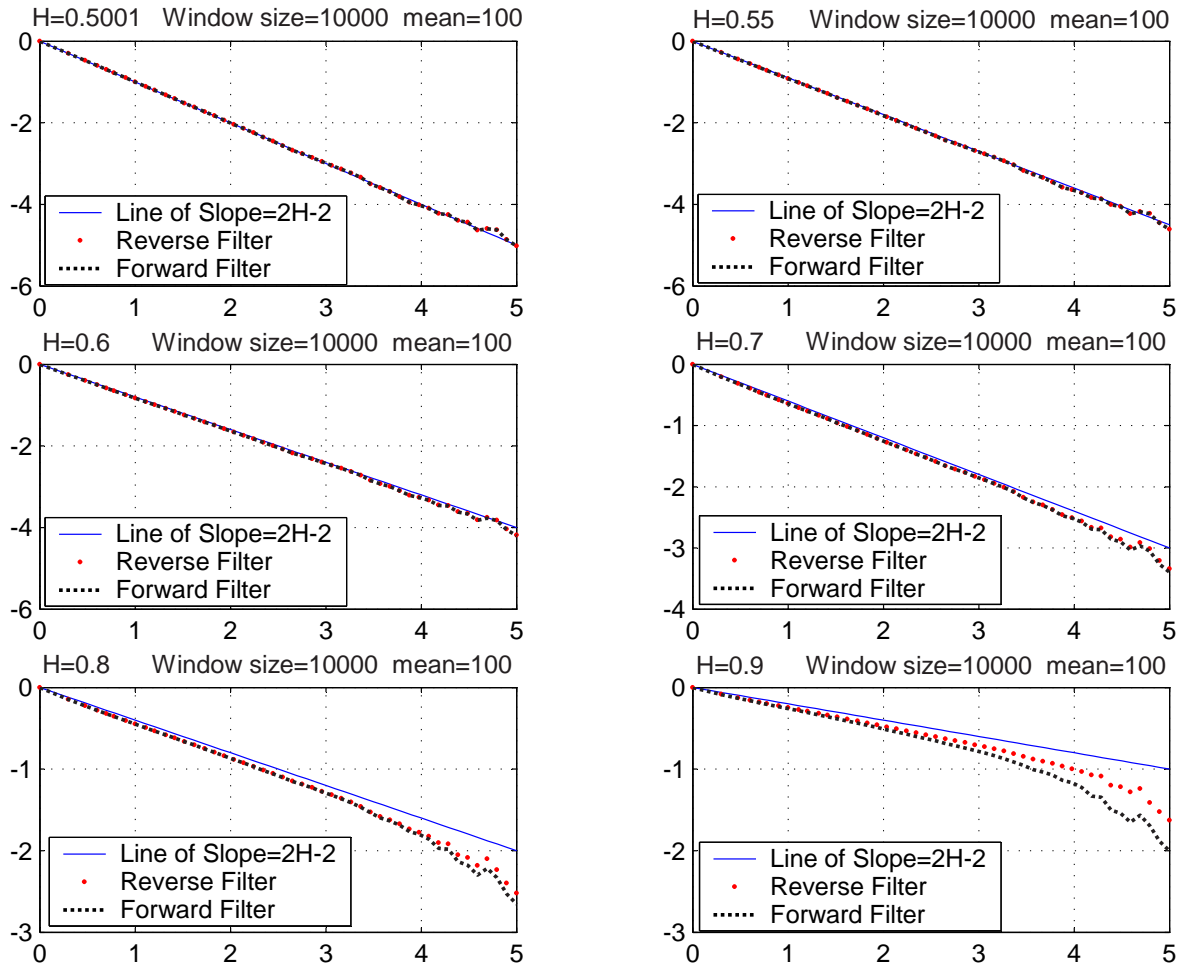 H=0.5001 Window size=10000 mean=100
0
-2
-4
-6
Line of Slope=2H-2
Reverse Filter
Forward Filter
0 1 2 3 4 5
H=0.55 Window size=10000 mean=100
0
-2
-4
-6
Line of Slope=2H-2
Reverse Filter
Forward Filter
0 1 2 3 4 5
H=0.6 Window size=10000 mean=100
0
-2
-4
-6
Line of Slope=2H-2
Reverse Filter
Forward Filter
0 1 2 3 4 5
H=0.7 Window size=10000 mean=100
0
-1
-2
-3
-4
Line of Slope=2H-2
Reverse Filter
Forward Filter
0 1 2 3 4 5
H=0.8 Window size=10000 mean=100
0
-1
-2
-3
Line of Slope=2H-2
Reverse Filter
Forward Filter
0 1 2 3 4 5
H=0.9 Window size=10000 mean=100
0
-1
-2
-3
Line of Slope=2H-2
Reverse Filter
Forward Filter
0 1 2 3 4 5